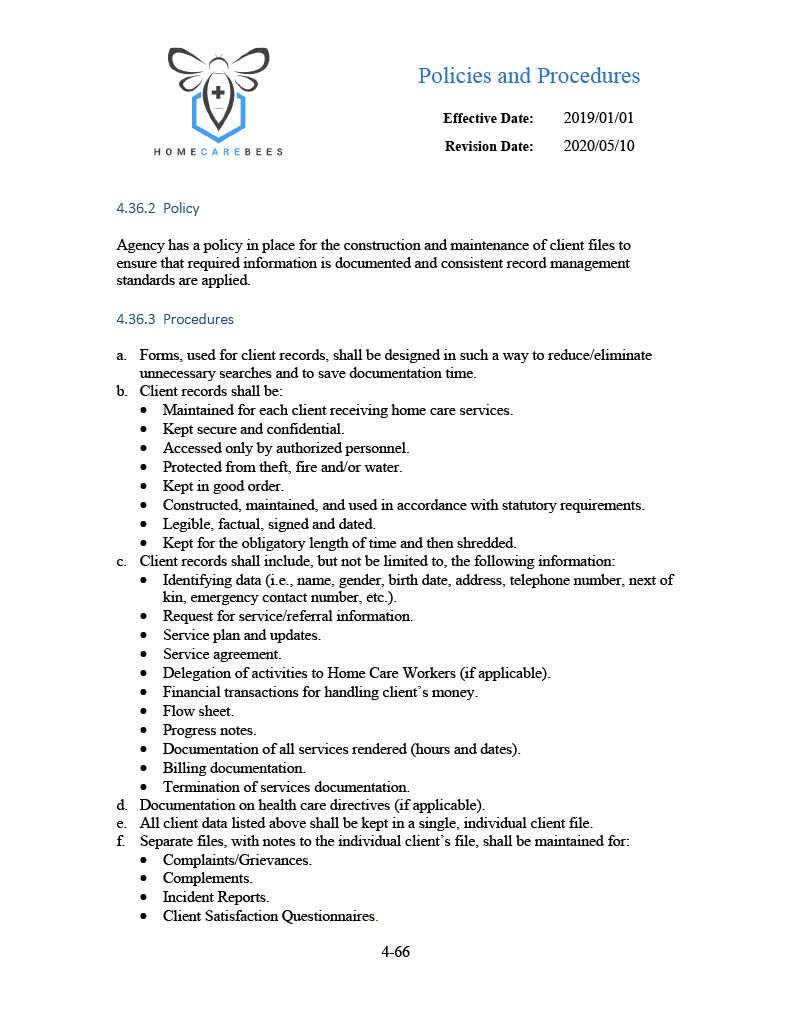 Policies and Procedures
Effective Date: 2019/01/01
Revision Date: 2020/05/10
HOMECAREBEES
4.36.2 Policy
Agency has a policy in place for the construction and maintenance of client files to
ensure that required information is documented and consistent record management
standards are applied.
4.36.3 Procedures
a. Forms, used for client records, shall be designed in such a way to reduce/eliminate
unnecessary searches and to save documentation time.
b. Client records shall be:
• Maintained for each client receiving home care services.
• Kept secure and confidential.
• Accessed only by authorized personnel.
• Protected from theft, fire and/or water.
• Kept in good order.
• Constructed, maintained, and used in accordance with statutory requirements.
• Legible, factual, signed and dated.
• Kept for the obligatory length of time and then shredded.
c. Client records shall include, but not be limited to, the following information:
• Identifying data (i.e., name, gender, birth date, address, telephone number, next of
kin, emergency contact number, etc.).
• Request for service/referral information.
• Service plan and updates.
• Service agreement.
• Delegation of activities to Home Care Workers (if applicable).
• Financial transactions for handling client’s money.
• Flow sheet.
• Progress notes.
• Documentation of all services rendered (hours and dates).
• Billing documentation.
• Termination of services documentation.
d. Documentation on health care directives (if applicable).
e. All client data listed above shall be kept in a single, individual client file.
f. Separate files, with notes to the individual client’s file, shall be maintained for:
• Complaints/Grievances.
• Complements.
• Incident Reports.
• Client Satisfaction Questionnaires.
4-66